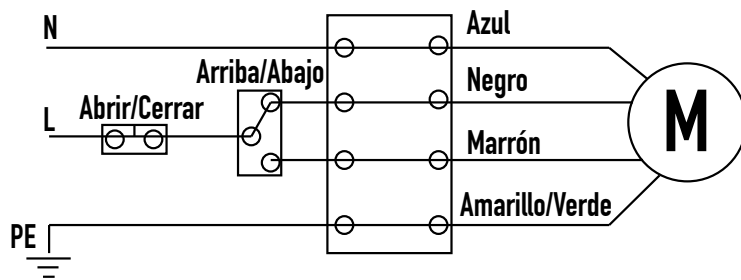 N
Azul
Arriba/Abajo
Negro
Abrir/Cerrar
L
M
Marrón
Amarillo/Verde
PE